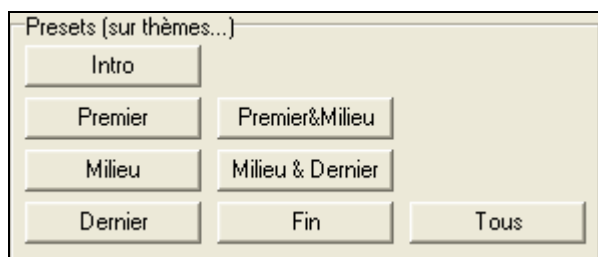 Presets (sur thèmes...)
Intro
Premier Premier&Milieu
Milieu Milieu & Dernier
Dernier Fin Tous